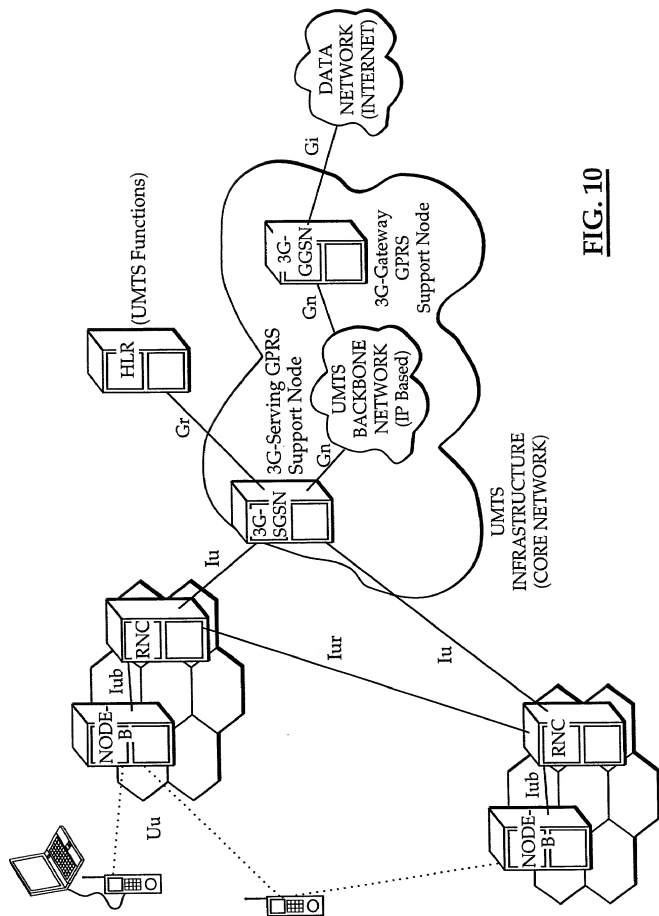 Uu
NODE-
B
Iub
RNC
Iu
Iur
NODE-
B
Iub
RNC
Iu
3G-
SGSN
3G-Serving GPRS
Support Node
Gr
HLR
(UMTS Functions)
Gn
UMTS
BACKBONE
NETWORK
(IP Based)
Gn
3G-
GGSN
3G-Gateway
GPRS
Support Node
Gi
DATA
NETWORK
(INTERNET)
UMTS
INFRASTRUCTURE
(CORE NETWORK)
FIG. 10